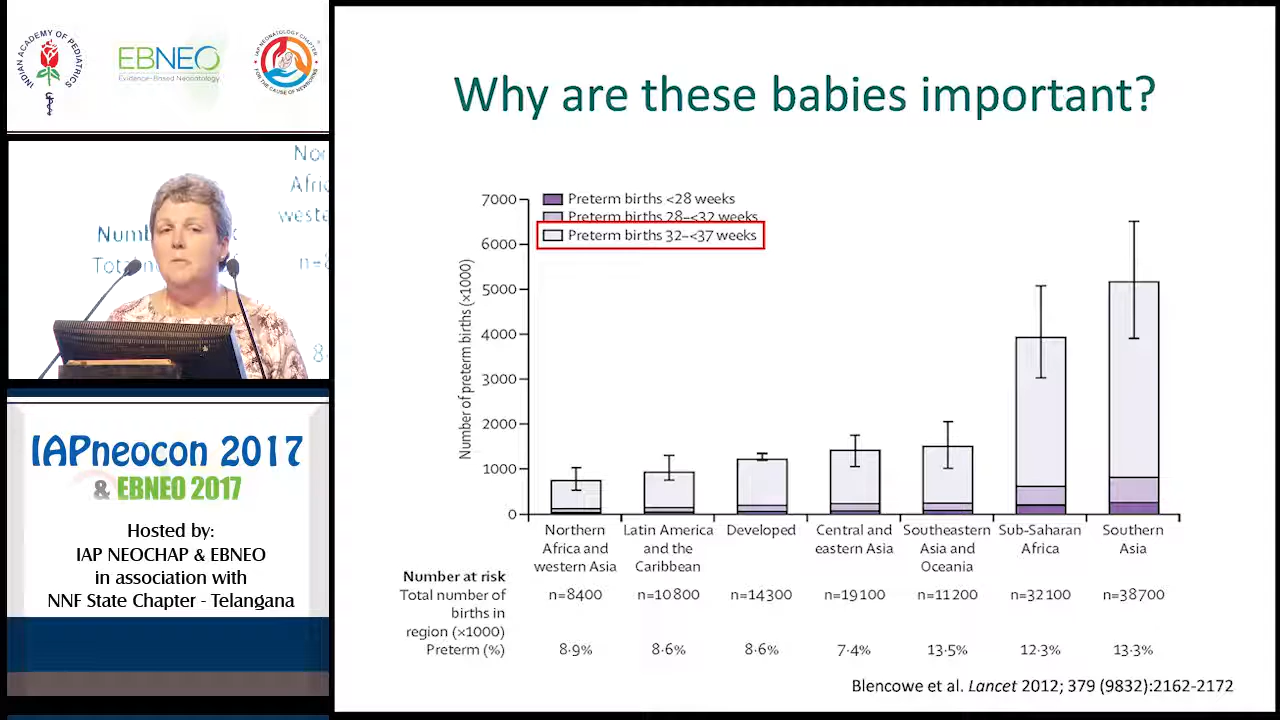 INDIAN ACADEMY OF PEDIATRICS
EBNEO
Evidence-Based Neonatology
IAP NEONATOLOGY CHAPTER
FOR THE CAUSE OF NEWBORNS
IAPneocon 2017
& EBNEO 2017
Hosted by:
IAP NEOCHAP & EBNEO
in association with
NNF State Chapter - Telangana
Why are these babies important?
Preterm births <28 weeks
Preterm births 28–<32 weeks
Preterm births 32–<37 weeks
Number of preterm births (×1000)
7000
6000
5000
4000
3000
2000
1000
0
Northern Africa and western Asia
Latin America and the Caribbean
Developed
Central and eastern Asia
Southeastern Asia and Oceania
Sub-Saharan Africa
Southern Asia
Number at risk
Total number of births in region (×1000) n=8400 n=10800 n=14300 n=19100 n=11200 n=32100 n=38700
Preterm (%) 8·9% 8·6% 8·6% 7·4% 13·5% 12·3% 13·3%
Blencowe et al. Lancet 2012; 379 (9832):2162-2172